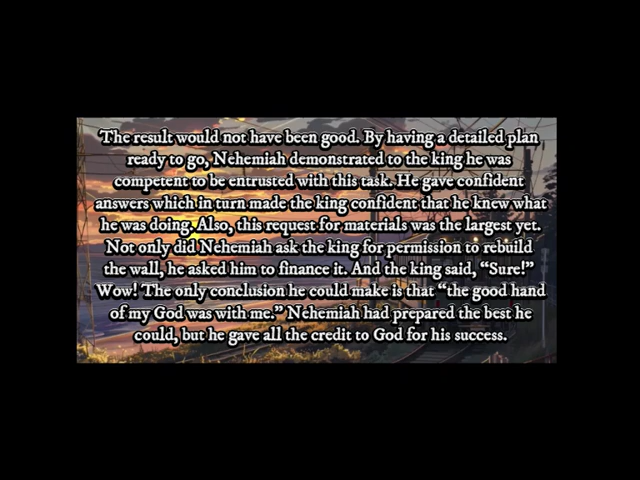 The result would not have been good. By having a detailed plan
ready to go, Nehemiah demonstrated to the king he was
competent to be entrusted with this task. He gave confident
answers which in turn made the king confident that he knew what
he was doing. Also, this request for materials was the largest yet.
Not only did Nehemiah ask the king for permission to rebuild
the wall, he asked him to finance it. And the king said, “Sure!”
Wow! The only conclusion he could make is that “the good hand
of my God was with me.” Nehemiah had prepared the best he
could, but he gave all the credit to God for his success.